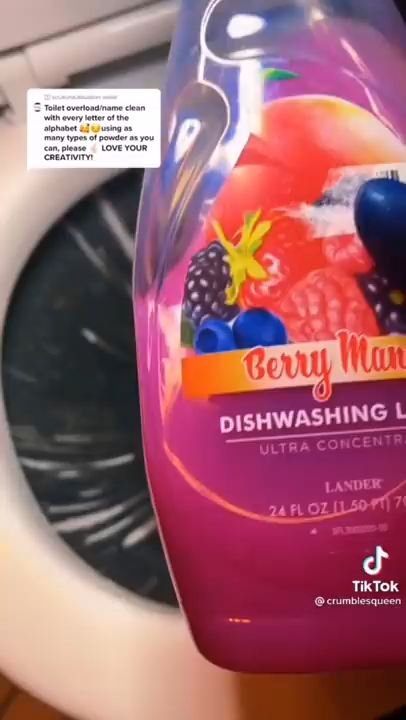 Toilet overload/name clean
with every letter of the
alphabet 🥰😏using as
many types of powder as you
can, please 🤞🏻 LOVE YOUR
CREATIVITY!
Berry Man
DISHWASHING L
ULTRA CONCENTRA
LANDER
24 FL OZ (1.50 PT) 70
TikTok
@crumblesqueen